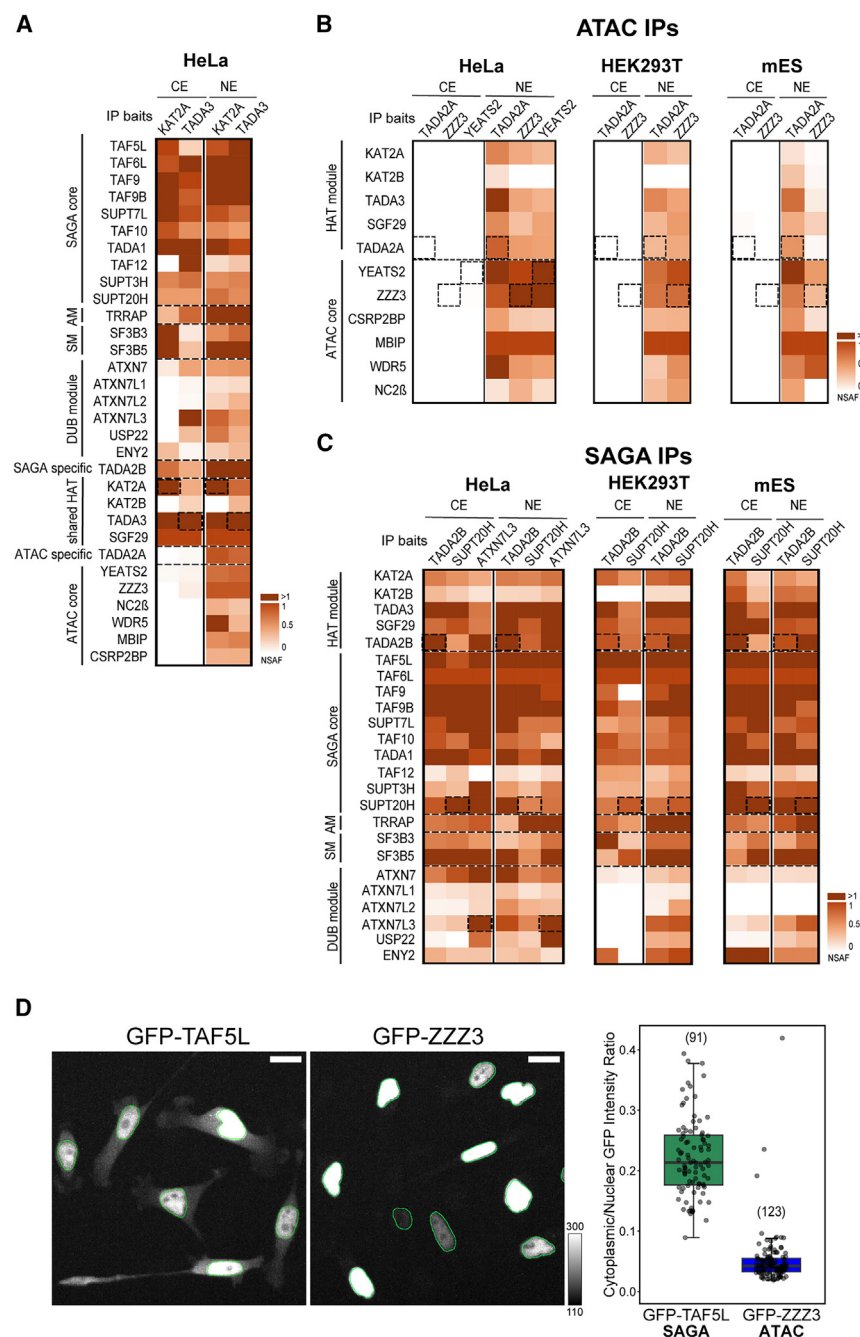 A
HeLa
CE NE
IP baits KAT2A TADA3 KAT2A TADA3
SAGA core
TAF5L
TAF6L
TAF9
TAF9B
SUPT7L
TAF10
TADA1
TAF12
SUPT3H
SUPT20H
AM TRRAP
SM SF3B3
SF3B5
DUB module
ATXN7
ATXN7L1
ATXN7L2
ATXN7L3
USP22
ENY2
SAGA specific TADA2B
shared HAT
KAT2A
KAT2B
TADA3
SGF29
ATAC specific TADA2A
ATAC core
YEATS2
ZZZ3
NC2ß
WDR5
MBIP
CSRP2BP
>1
1
0.5
0
NSAF
B
ATAC IPs
HeLa HEK293T mES
CE NE CE NE CE NE
IP baits TADA2A ZZZ3 YEATS2 TADA2A ZZZ3 YEATS2 TADA2A ZZZ3 TADA2A ZZZ3 TADA2A ZZZ3 TADA2A ZZZ3
HAT module
KAT2A
KAT2B
TADA3
SGF29
TADA2A
ATAC core
YEATS2
ZZZ3
CSRP2BP
MBIP
WDR5
NC2ß
>1
1
0.5
0
NSAF
C
SAGA IPs
HeLa HEK293T mES
CE NE CE NE CE NE
IP baits TADA2B SUPT20H ATXN7L3 TADA2B SUPT20H ATXN7L3 TADA2B SUPT20H TADA2B SUPT20H TADA2B SUPT20H TADA2B SUPT20H
HAT module
KAT2A
KAT2B
TADA3
SGF29
TADA2B
SAGA core
TAF5L
TAF6L
TAF9
TAF9B
SUPT7L
TAF10
TADA1
TAF12
SUPT3H
SUPT20H
AM TRRAP
SM SF3B3
SF3B5
DUB module
ATXN7
ATXN7L1
ATXN7L2
ATXN7L3
USP22
ENY2
>1
1
0.5
0
NSAF
D
GFP-TAF5L GFP-ZZZ3
300
110
Cytoplasmic/Nuclear GFP Intensity Ratio
0.4
0.3
0.2
0.1
0.0
(91)
(123)
GFP-TAF5L GFP-ZZZ3
SAGA ATAC